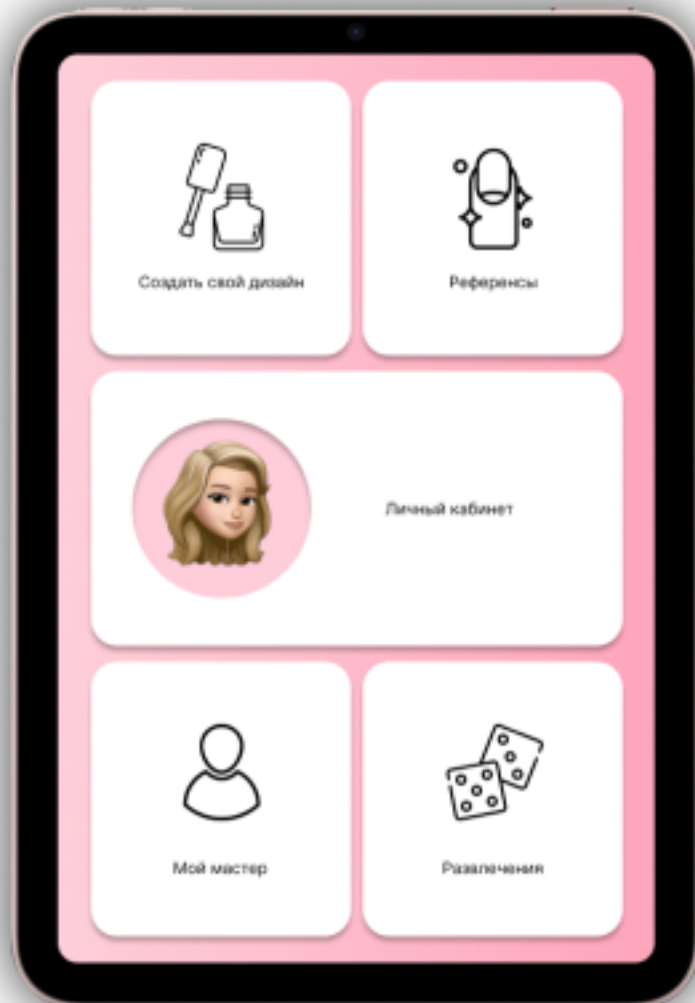 Создать свой дизайн
Референсы
Личный кабинет
Мой мастер
Развлечения